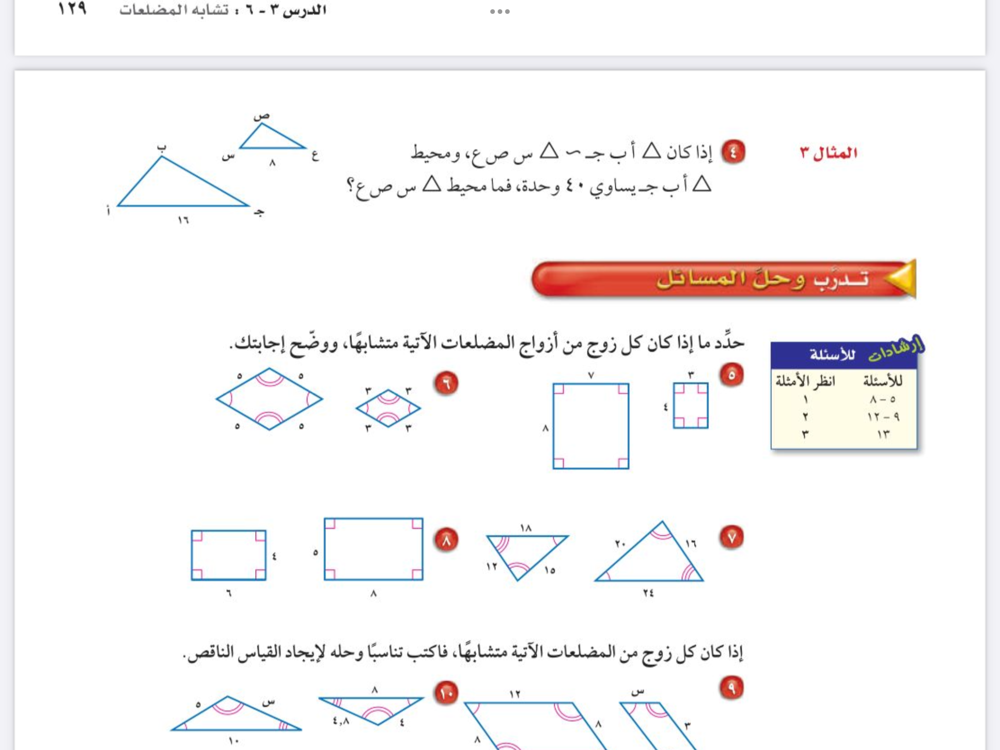 الدرس ٣ - ٦ : تشابه المضلعات ١٢٩
المثال ٣
٤ إذا كان △ أ ب جـ ∽ △ س ص ع، ومحيط
△ أ ب جـ يساوي ٤٠ وحدة، فما محيط △ س ص ع؟
ص
س
ع
٨
ب
أ
جـ
١٦
تـدرَّب وحلَّ المسائل
إرشادات للأسئلة
للأسئلة انظر الأمثلة
٥ – ٨ ١
٩ – ١٢ ٢
١٣ ٣
حدِّد ما إذا كان كل زوج من أزواج المضلعات الآتية متشابهًا، ووضّح إجابتك.
٥
٣
٤
٧
٨
٦
٣ ٣
٣ ٣
٥ ٥
٥ ٥
٧
١٦
٢٠
٢٤
١٨
١٥
١٢
٨
٥
٨
٤
٦
إذا كان كل زوج من المضلعات الآتية متشابهًا، فاكتب تناسبًا وحله لإيجاد القياس الناقص.
٩
س
٣
١٢
٨
٨
١٠
٨
٤
٤,٨
س
٥
١٠